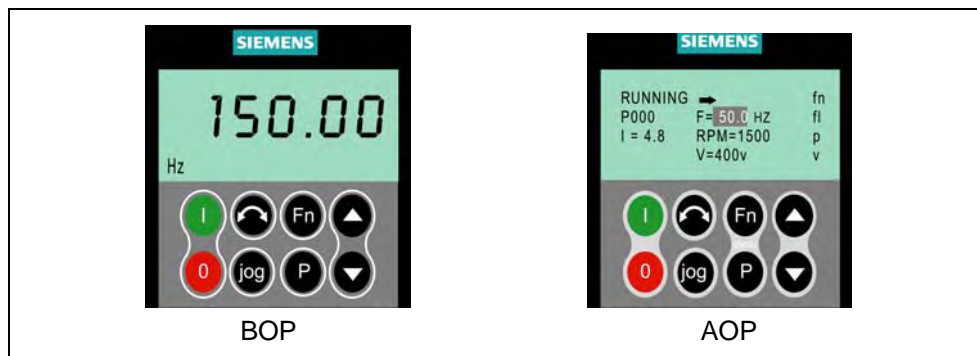 SIEMENS
150.00
Hz
I
Fn
0
jog
P
BOP
SIEMENS
RUNNING fn
P000 F= 50.0 HZ fl
I = 4.8 RPM=1500 p
V=400v v
I
Fn
0
jog
P
AOP